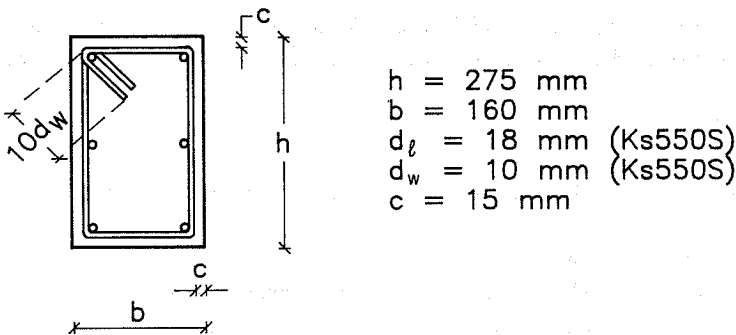 c
10d_w
h
c
b
h = 275 mm
b = 160 mm
d_ℓ = 18 mm (Ks550S)
d_w = 10 mm (Ks550S)
c = 15 mm